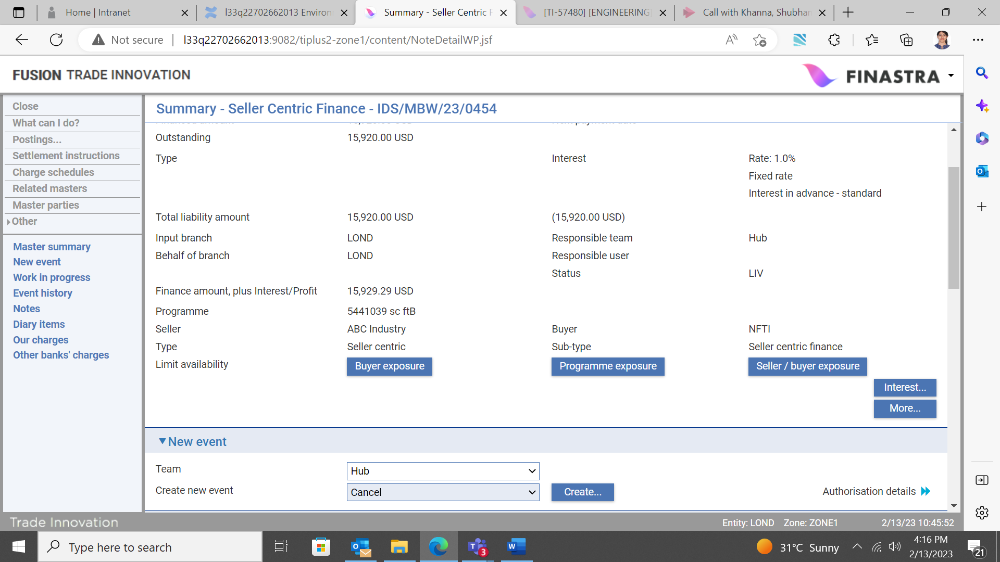 Home | Intranet
l33q22702662013 Environ
Summary - Seller Centric F
[TI-57480] [ENGINEERING]
Call with Khanna, Shubhan
Not secure
l33q22702662013:9082/tiplus2-zone1/content/NoteDetailWP.jsf
FUSION TRADE INNOVATION
FINASTRA
Close
What can I do?
Postings...
Settlement instructions
Charge schedules
Related masters
Master parties
Other
Master summary
New event
Work in progress
Event history
Notes
Diary items
Our charges
Other banks' charges
Summary - Seller Centric Finance - IDS/MBW/23/0454
Outstanding 15,920.00 USD
Type Interest Rate: 1.0%
Fixed rate
Interest in advance - standard
Total liability amount 15,920.00 USD (15,920.00 USD)
Input branch LOND Responsible team Hub
Behalf of branch LOND Responsible user
Status LIV
Finance amount, plus Interest/Profit 15,929.29 USD
Programme 5441039 sc ftB
Seller ABC Industry Buyer NFTI
Type Seller centric Sub-type Seller centric finance
Limit availability Buyer exposure Programme exposure Seller / buyer exposure
Interest...
More...
New event
Team Hub
Create new event Cancel Create... Authorisation details
Trade Innovation Entity: LOND Zone: ZONE1 2/13/23 10:45:52
Type here to search
31°C Sunny
4:16 PM
2/13/2023
3
21